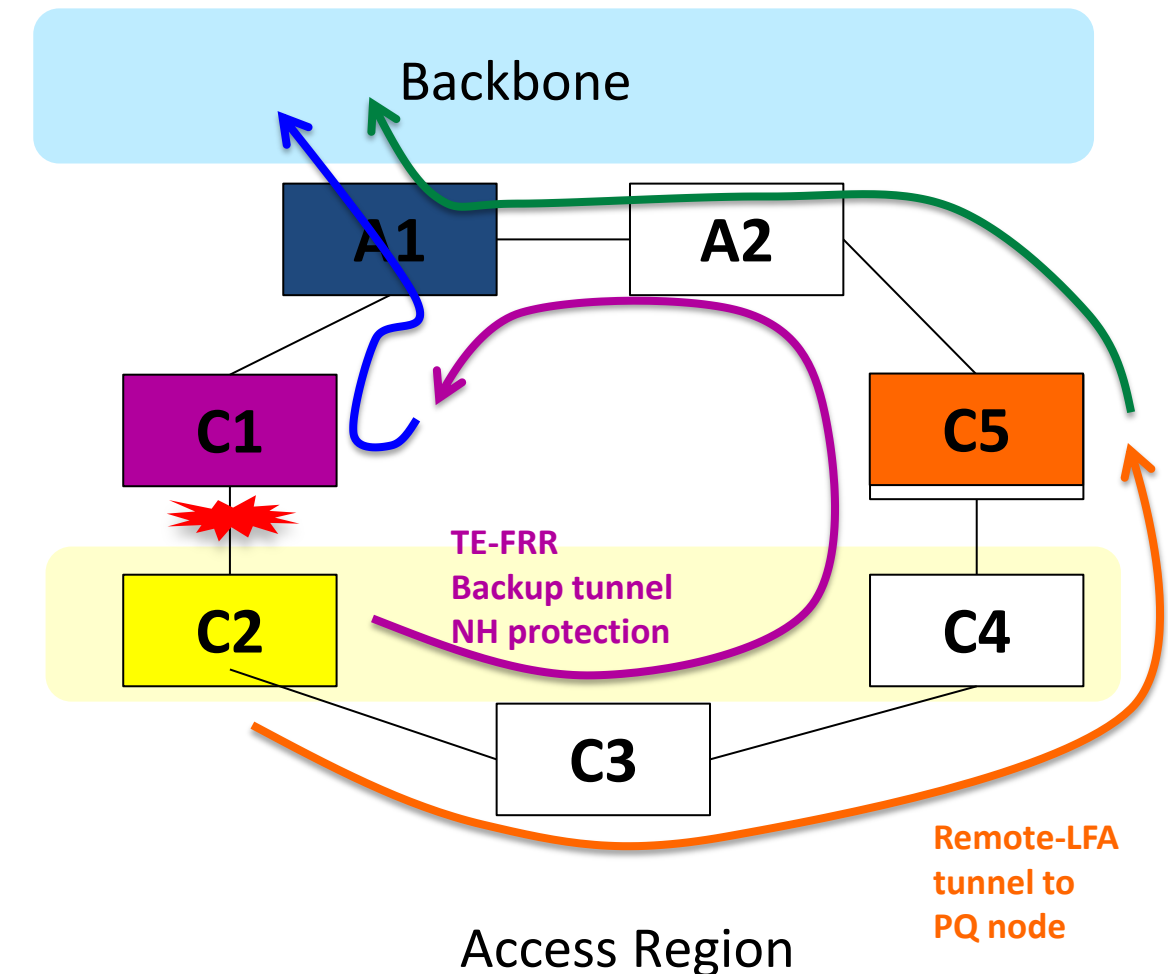 Backbone
A1
A2
C1
C5
TE-FRR
Backup tunnel
NH protection
C2
C4
C3
Remote-LFA
tunnel to
PQ node
Access Region